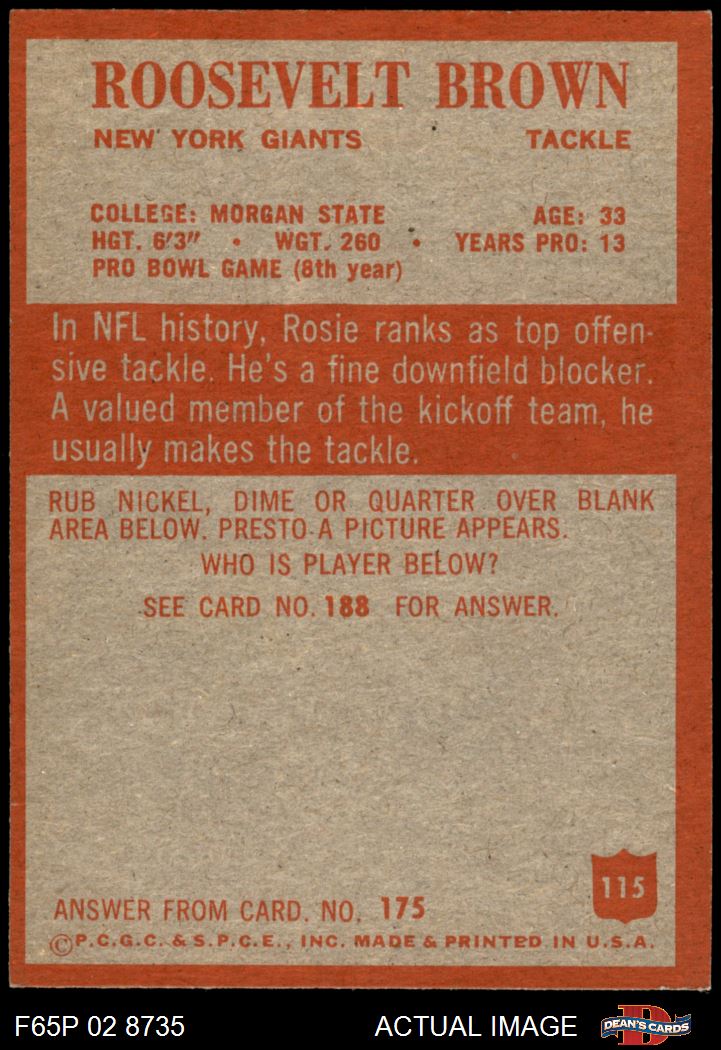 ROOSEVELT BROWN
NEW YORK GIANTS TACKLE
COLLEGE: MORGAN STATE AGE: 33
HGT. 6'3" • WGT. 260 • YEARS PRO: 13
PRO BOWL GAME (8th year)
In NFL history, Rosie ranks as top offen-
sive tackle. He's a fine downfield blocker.
A valued member of the kickoff team, he
usually makes the tackle.
RUB NICKEL, DIME OR QUARTER OVER BLANK
AREA BELOW. PRESTO-A PICTURE APPEARS.
WHO IS PLAYER BELOW?
SEE CARD NO. 188 FOR ANSWER.
115
ANSWER FROM CARD. NO. 175
©P.C.G.C. & S.P.C.E., INC. MADE & PRINTED IN U.S.A.
F65P 02 8735 ACTUAL IMAGE
D
DEAN'S CARDS